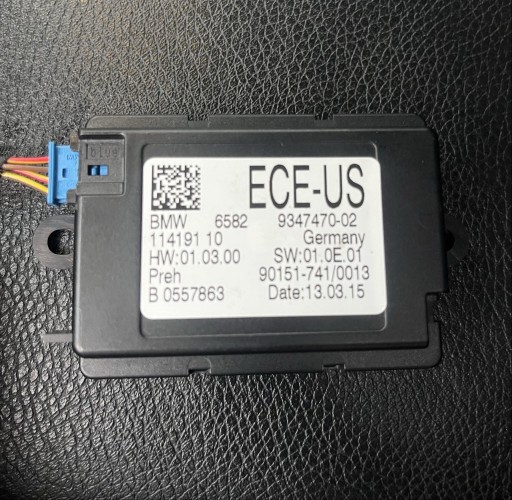 blue
ECE-US
BMW 6582 9347470-02
114191 10 Germany
HW:01.03.00 SW:01.0E.01
Preh 90151-741/0013
B 0557863 Date:13.03.15